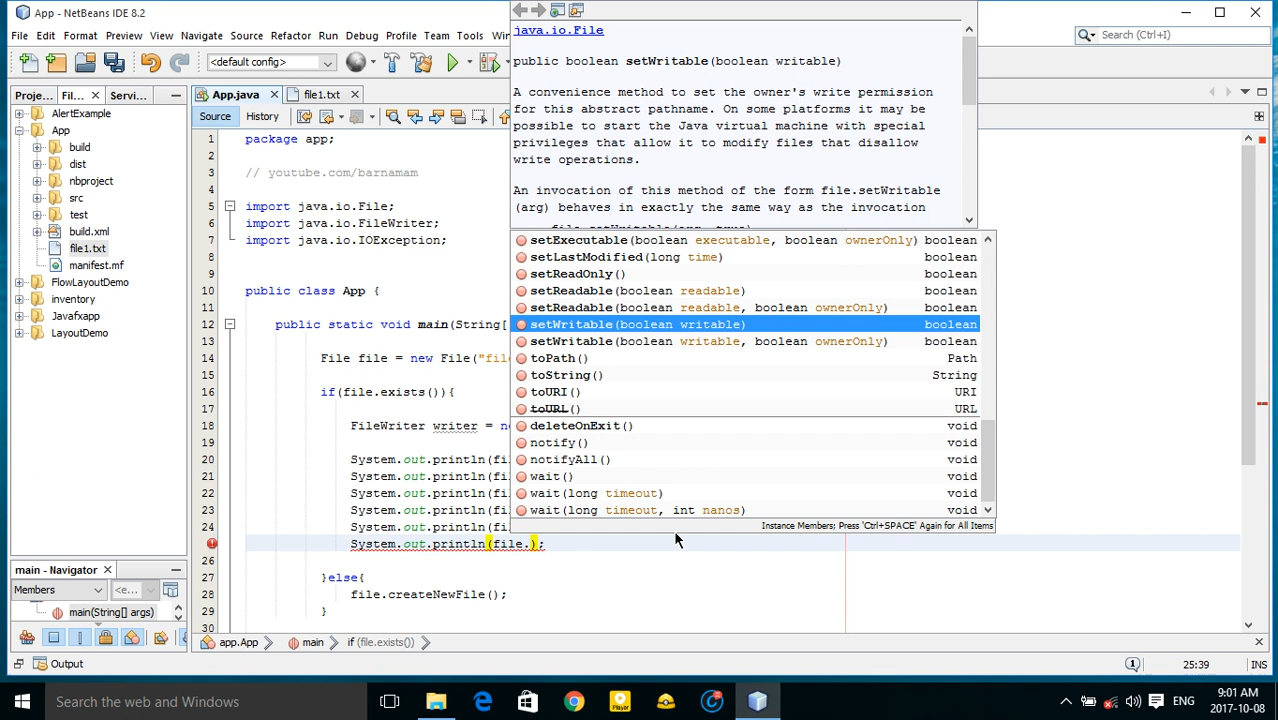 App - NetBeans IDE 8.2
File Edit View Navigate Source Refactor Run Debug Profile Team Tools
Search (Ctrl+I)
<default config>
Proje... File... Servi...
App.java
file1.txt
Source History
AlertExample
App
build
dist
nbproject
src
test
build.xml
file1.txt
manifest.mf
FlowLayoutDemo
inventory
Javafxapp
LayoutDemo
main - Navigator
Members <e...
main(String[] args)
1 package app;
2
3 // youtube.com/barnamam
4
5 import java.io.File;
6 import java.io.FileWriter;
7 import java.io.IOException;
8
9
10 public class App {
11
12 public static void main(String[
13
14 File file = new File("fil
15
16 if(file.exists()){
17
18 FileWriter writer = ne
19
20 System.out.println(fil
21 System.out.println(fil
22 System.out.println(fil
23 System.out.println(fil
24 System.out.println(fil
System.out.println(file.);
26
27 }else{
28 file.createNewFile();
29 }
30
java.io.File
public boolean setWritable(boolean writable)
A convenience method to set the owner's write permission
for this abstract pathname. On some platforms it may be
possible to start the Java virtual machine with special
privileges that allow it to modify files that disallow
write operations.
An invocation of this method of the form file.setWritable
(arg) behaves in exactly the same way as the invocation
file.setWritable(arg, true)
setExecutable(boolean executable, boolean ownerOnly) boolean
setLastModified(long time) boolean
setReadOnly() boolean
setReadable(boolean readable) boolean
setReadable(boolean readable, boolean ownerOnly) boolean
setWritable(boolean writable) boolean
setWritable(boolean writable, boolean ownerOnly) boolean
toPath() Path
toString() String
toURI() URI
toURL() URL
deleteOnExit() void
notify() void
notifyAll() void
wait() void
wait(long timeout) void
wait(long timeout, int nanos) void
Instance Members; Press 'Ctrl+SPACE' Again for All Items
app.App main if (file.exists())
Output
1 25:39 INS
Search the web and Windows
Player
ENG
9:01 AM
2017-10-08